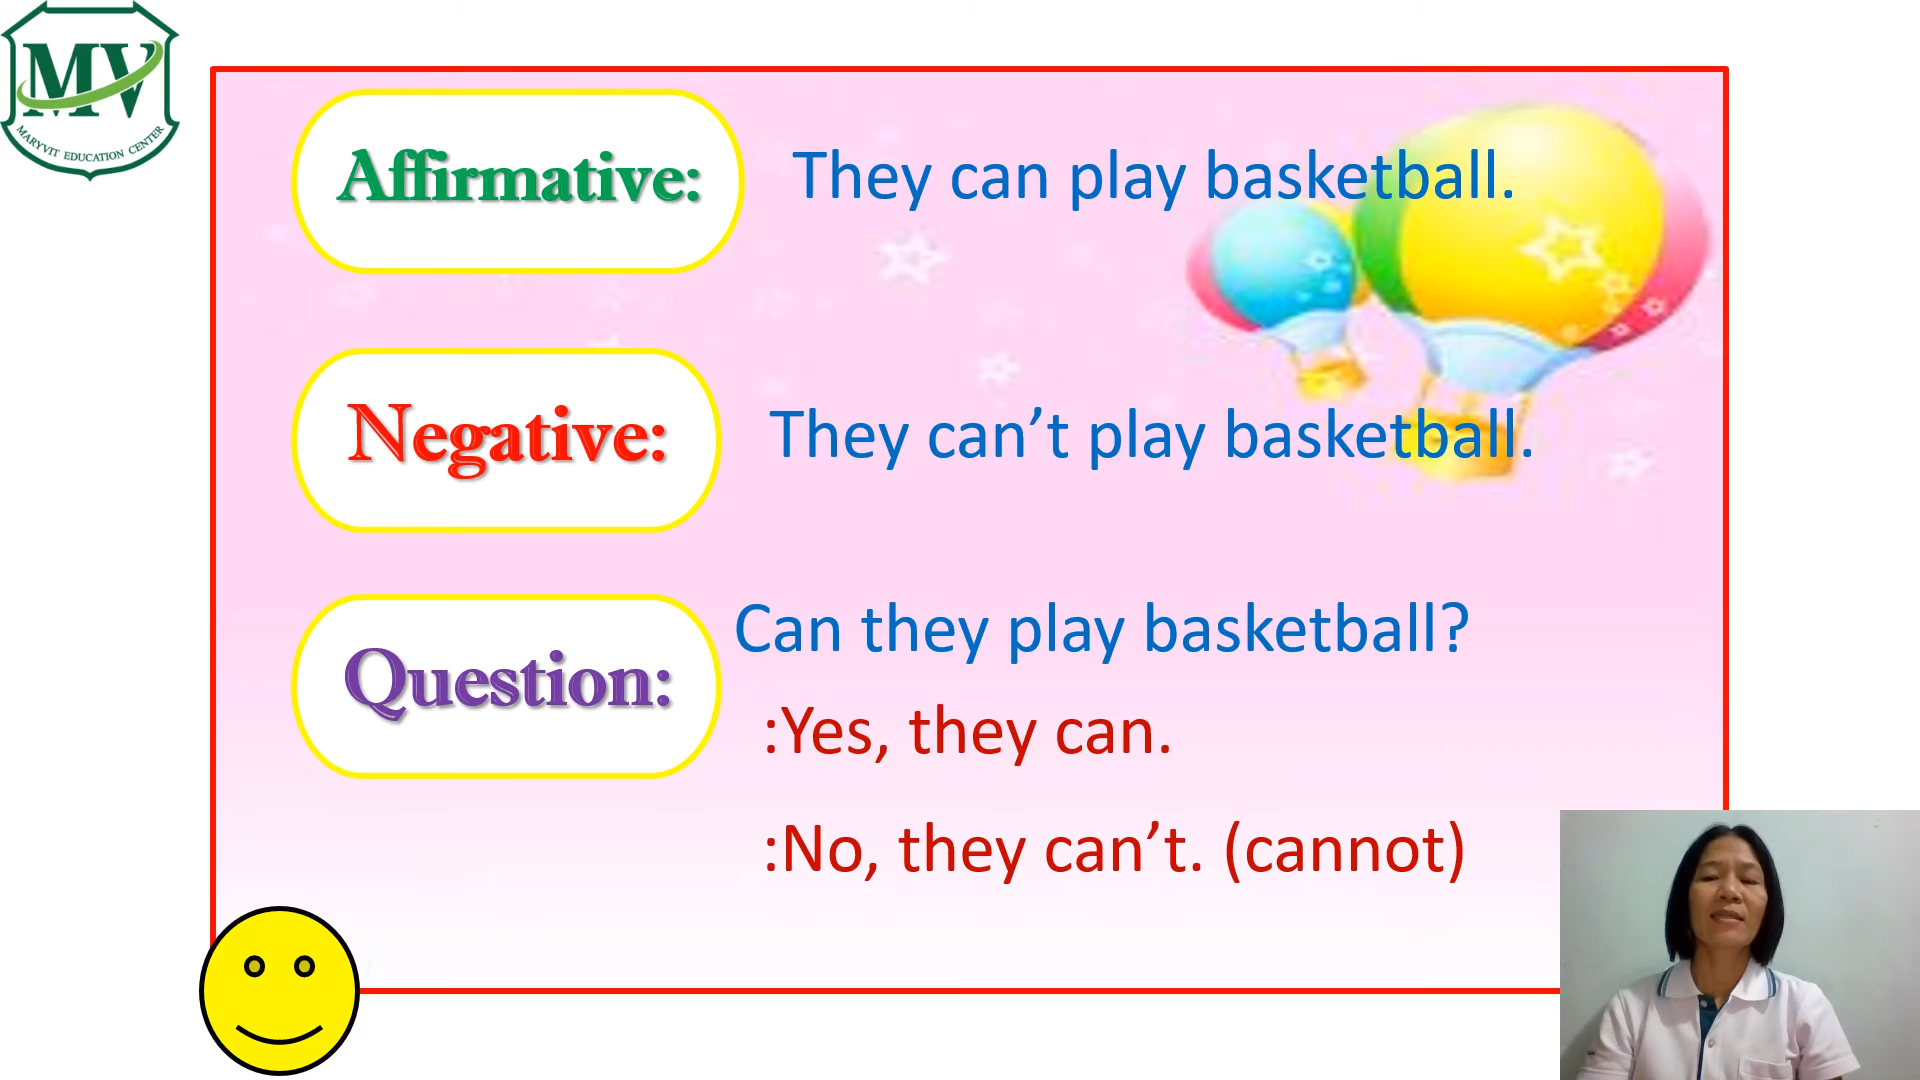 MV
MARYVIT EDUCATION CENTER
Affirmative:
They can play basketball.
Negative:
They can’t play basketball.
Question:
Can they play basketball?
:Yes, they can.
:No, they can’t. (cannot)